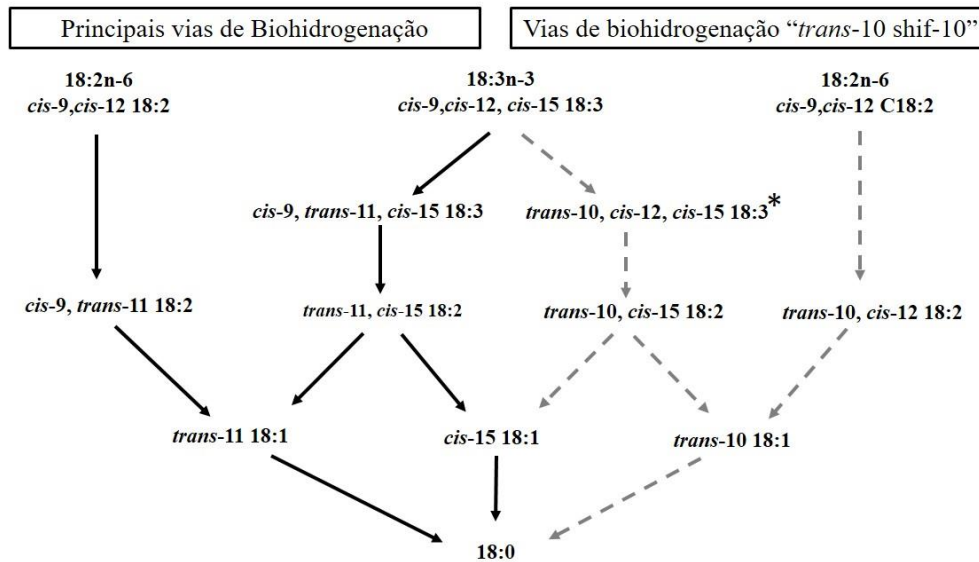 Principais vias de Biohidrogenação
Vias de biohidrogenação “trans-10 shif-10”
18:2n-6
cis-9,cis-12 18:2
18:3n-3
cis-9,cis-12, cis-15 18:3
18:2n-6
cis-9,cis-12 C18:2
cis-9, trans-11, cis-15 18:3
trans-10, cis-12, cis-15 18:3*
cis-9, trans-11 18:2
trans-11, cis-15 18:2
trans-10, cis-15 18:2
trans-10, cis-12 18:2
trans-11 18:1
cis-15 18:1
trans-10 18:1
18:0